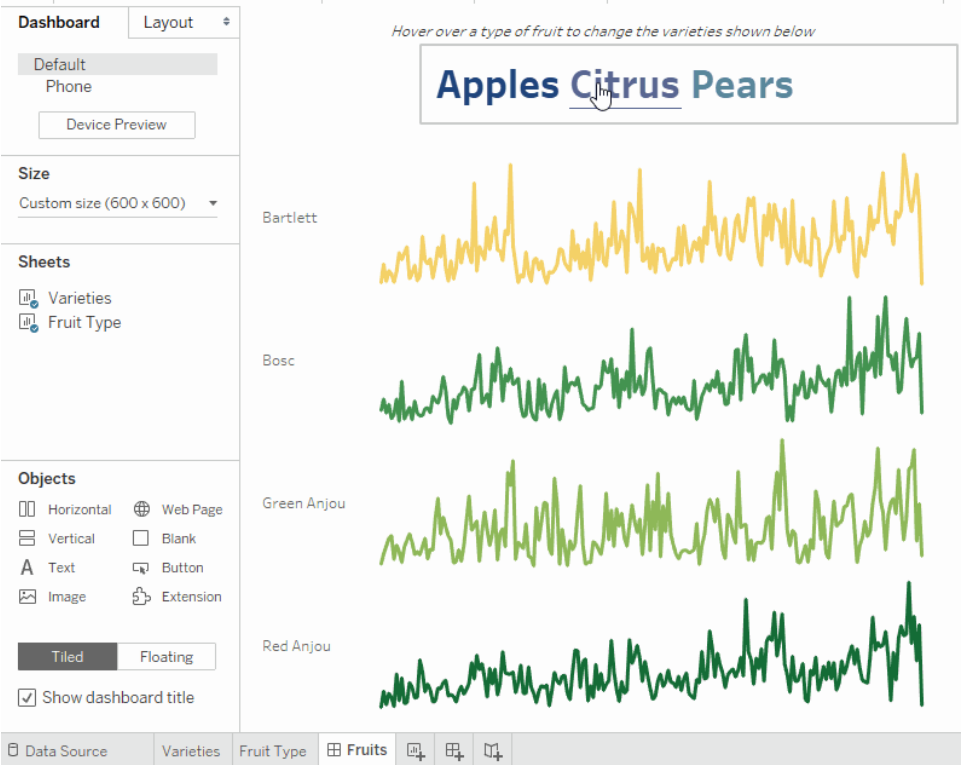 Dashboard Layout
Default
Phone
Device Preview
Size
Custom size (600 x 600)
Sheets
Varieties
Fruit Type
Objects
Horizontal Web Page
Vertical Blank
Text Button
Image Extension
Tiled Floating
Show dashboard title
Hover over a type of fruit to change the varieties shown below
Apples Citrus Pears
Bartlett
Bosc
Green Anjou
Red Anjou
Data Source Varieties Fruit Type Fruits